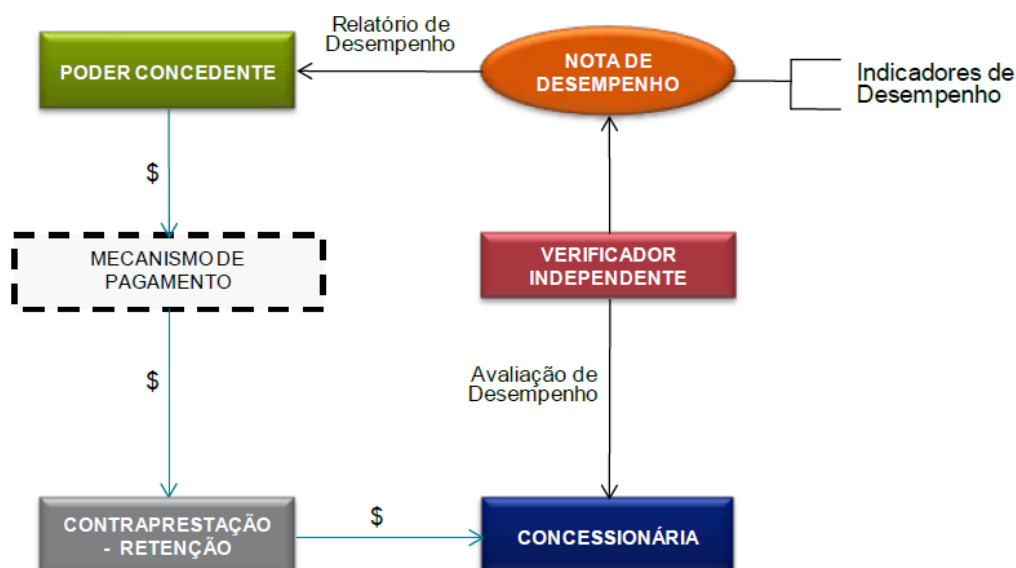 Relatório de
Desempenho
PODER CONCEDENTE
NOTA DE
DESEMPENHO
Indicadores de
Desempenho
$
MECANISMO DE
PAGAMENTO
VERIFICADOR
INDEPENDENTE
$
Avaliação de
Desempenho
CONTRAPRESTAÇÃO
- RETENÇÃO
$
CONCESSIONÁRIA